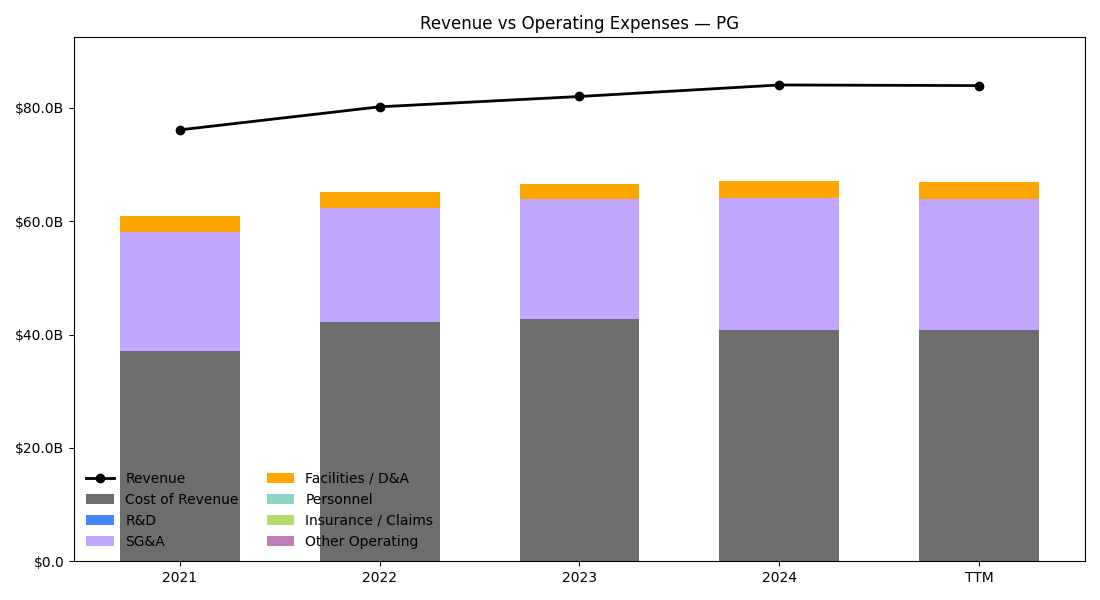 Revenue vs Operating Expenses — PG
$80.0B
$60.0B
$40.0B
$20.0B
$0.0
Revenue
Cost of Revenue
R&D
SG&A
Facilities / D&A
Personnel
Insurance / Claims
Other Operating
2021
2022
2023
2024
TTM